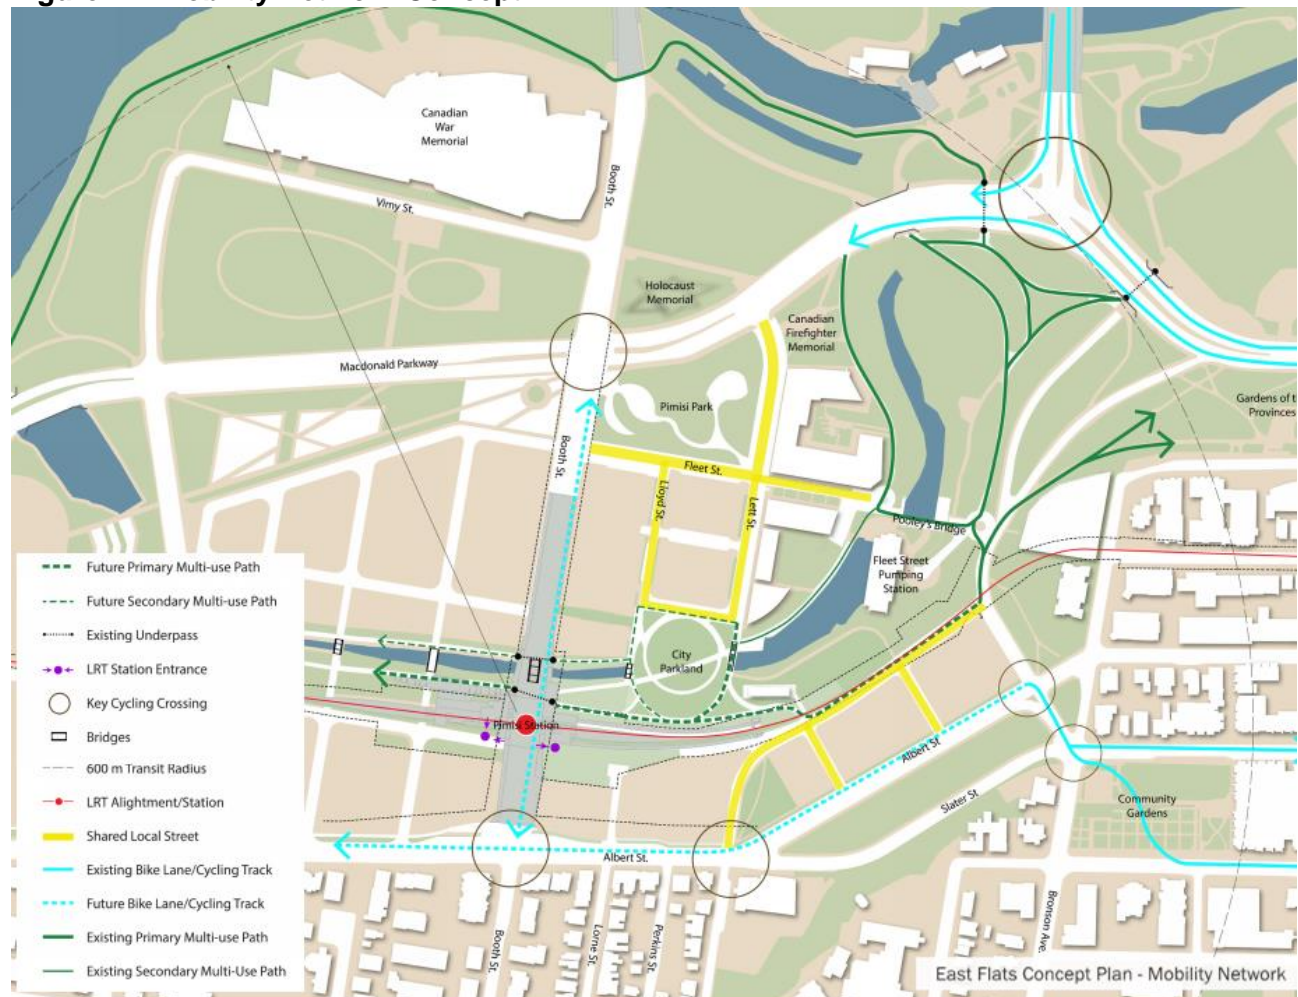 Canadian
War
Memorial
Booth St.
Vimy St.
Holocaust
Memorial
Canadian
Firefighter
Memorial
Macdonald Parkway
Pimisi Park
Gardens of t
Provinces
Booth St.
Fleet St.
Lloyd St.
Lett St.
Pooley's Bridge
Fleet Street
Pumping
Station
City
Parkland
Pimisi Station
Albert St
Slater St
Community
Gardens
Albert St.
Booth St.
Lorne St.
Perkins St.
Bronson Ave.
Future Primary Multi-use Path
Future Secondary Multi-use Path
Existing Underpass
LRT Station Entrance
Key Cycling Crossing
Bridges
600 m Transit Radius
LRT Alightment/Station
Shared Local Street
Existing Bike Lane/Cycling Track
Future Bike Lane/Cycling Track
Existing Primary Multi-use Path
Existing Secondary Multi-Use Path
East Flats Concept Plan - Mobility Network